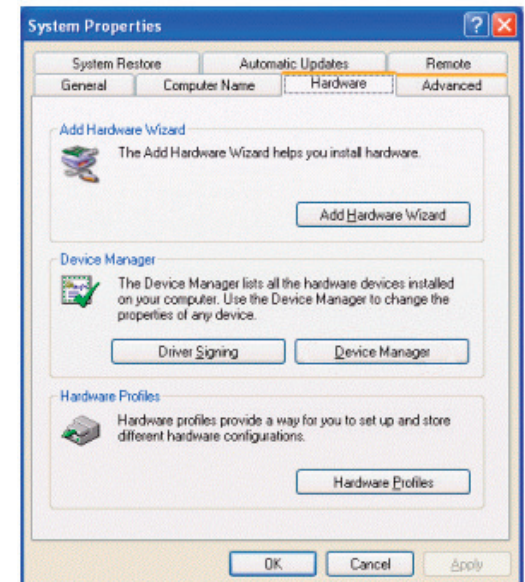 System Properties
System Restore Automatic Updates Remote
General Computer Name Hardware Advanced
Add Hardware Wizard
The Add Hardware Wizard helps you install hardware.
Add Hardware Wizard
Device Manager
The Device Manager lists all the hardware devices installed
on your computer. Use the Device Manager to change the
properties of any device.
Driver Signing Device Manager
Hardware Profiles
Hardware profiles provide a way for you to set up and store
different hardware configurations.
Hardware Profiles
OK Cancel Apply